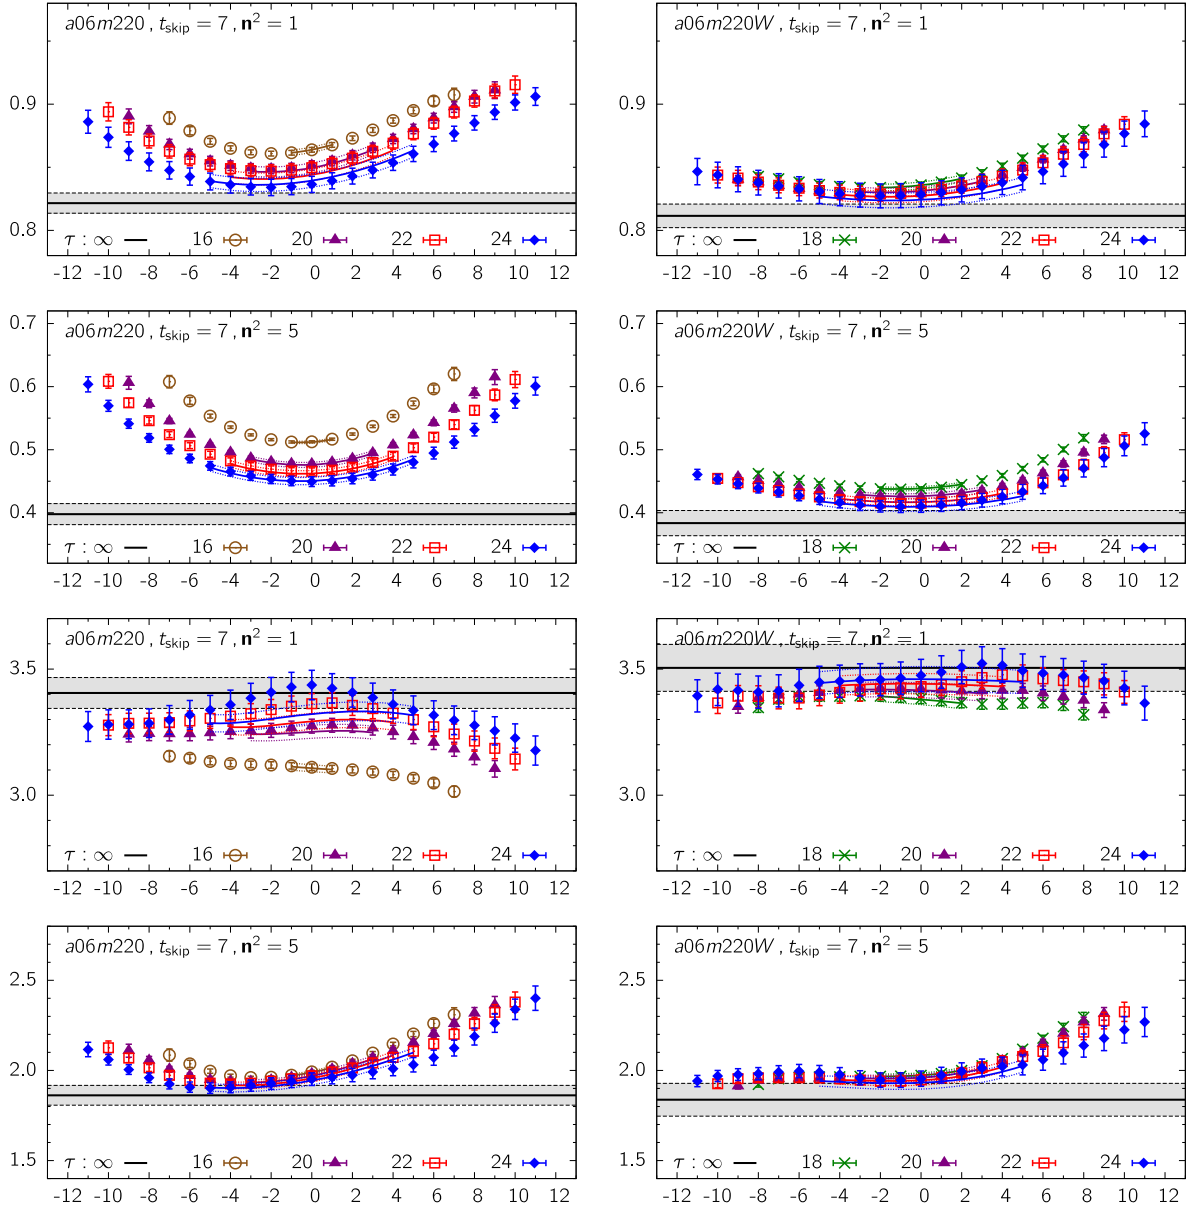 a06m220 , t_skip = 7 , n² = 1
0.9
0.8
τ : ∞ 16 20 22 24
-12 -10 -8 -6 -4 -2 0 2 4 6 8 10 12
a06m220W , t_skip = 7 , n² = 1
0.9
0.8
τ : ∞ 18 20 22 24
-12 -10 -8 -6 -4 -2 0 2 4 6 8 10 12
a06m220 , t_skip = 7 , n² = 5
0.7
0.6
0.5
0.4
τ : ∞ 16 20 22 24
-12 -10 -8 -6 -4 -2 0 2 4 6 8 10 12
a06m220W , t_skip = 7 , n² = 5
0.7
0.6
0.5
0.4
τ : ∞ 18 20 22 24
-12 -10 -8 -6 -4 -2 0 2 4 6 8 10 12
a06m220 , t_skip = 7 , n² = 1
3.5
3.0
τ : ∞ 16 20 22 24
-12 -10 -8 -6 -4 -2 0 2 4 6 8 10 12
a06m220W , t_skip = 7 , n² = 1
3.5
3.0
τ : ∞ 18 20 22 24
-12 -10 -8 -6 -4 -2 0 2 4 6 8 10 12
a06m220 , t_skip = 7 , n² = 5
2.5
2.0
1.5
τ : ∞ 16 20 22 24
-12 -10 -8 -6 -4 -2 0 2 4 6 8 10 12
a06m220W , t_skip = 7 , n² = 5
2.5
2.0
1.5
τ : ∞ 18 20 22 24
-12 -10 -8 -6 -4 -2 0 2 4 6 8 10 12